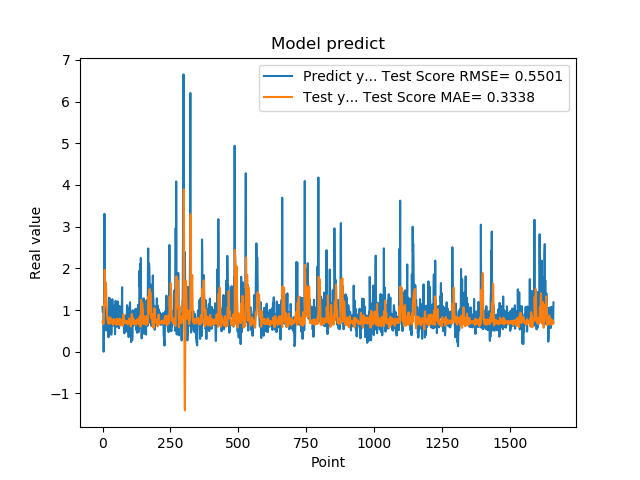 Model predict
Predict y... Test Score RMSE= 0.5501
Test y... Test Score MAE= 0.3338
7
6
5
4
3
2
1
0
−1
Real value
0 250 500 750 1000 1250 1500
Point